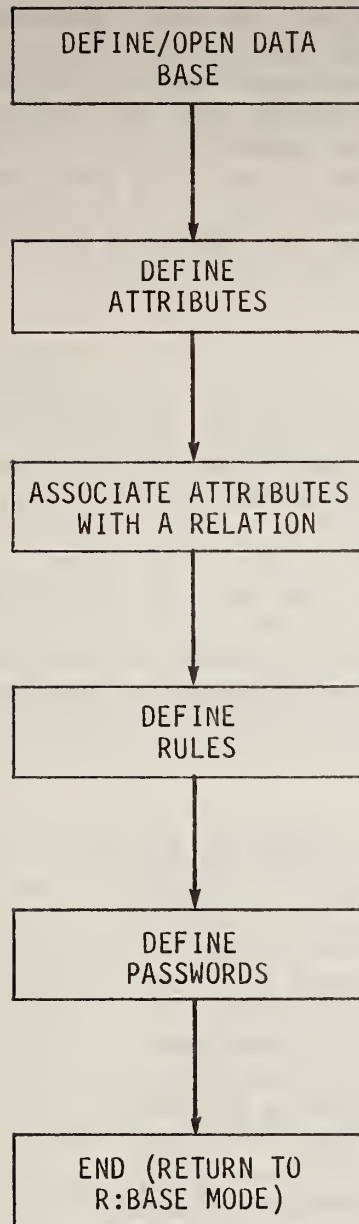 DEFINE/OPEN DATA
BASE
DEFINE
ATTRIBUTES
ASSOCIATE ATTRIBUTES
WITH A RELATION
DEFINE
RULES
DEFINE
PASSWORDS
END (RETURN TO
R:BASE MODE)